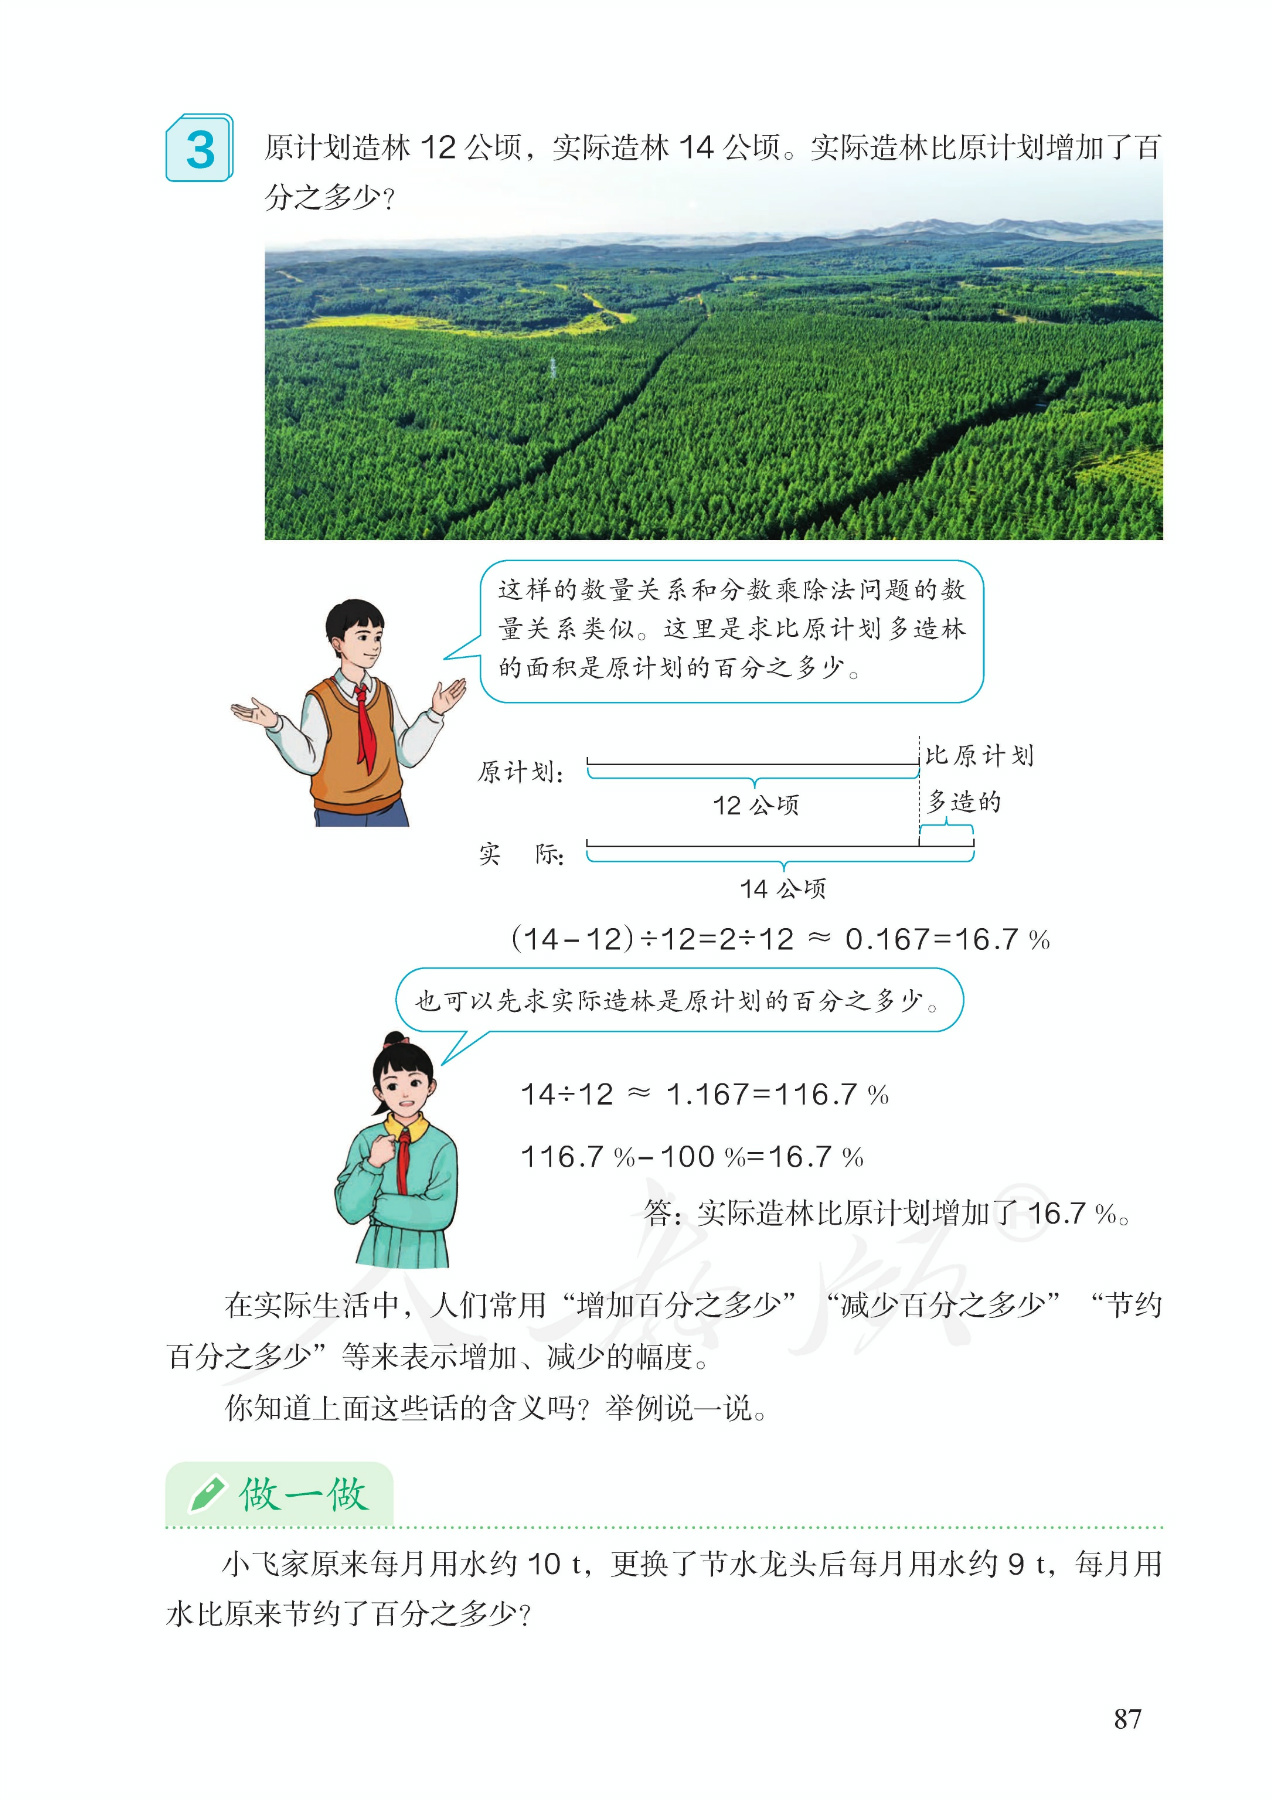 3
原计划造林 12 公顷，实际造林 14 公顷。实际造林比原计划增加了百
分之多少？
这样的数量关系和分数乘除法问题的数
量关系类似。这里是求比原计划多造林
的面积是原计划的百分之多少。
原计划：
比原计划
多造的
12 公顷
实 际：
14 公顷
(14－12)÷12=2÷12 ≈ 0.167=16.7 %
也可以先求实际造林是原计划的百分之多少。
14÷12 ≈ 1.167=116.7 %
116.7 %－100 %=16.7 %
答：实际造林比原计划增加了 16.7 %。
在实际生活中，人们常用“增加百分之多少”“减少百分之多少”“节约
百分之多少”等来表示增加、减少的幅度。
你知道上面这些话的含义吗？举例说一说。
做一做
小飞家原来每月用水约 10 t，更换了节水龙头后每月用水约 9 t，每月用
水比原来节约了百分之多少？
87
人教领®